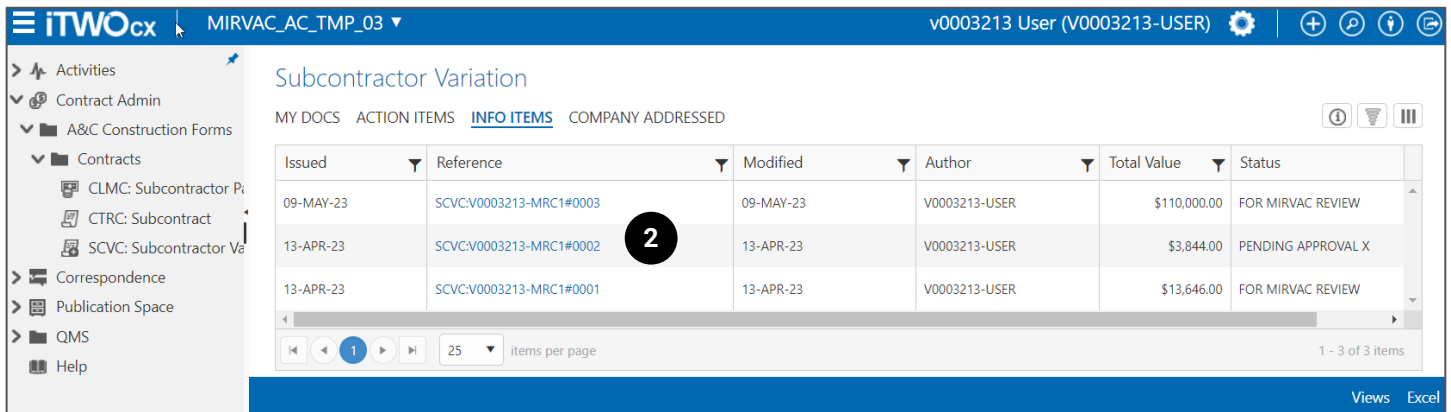 iTWOcx MIRVAC_AC_TMP_03 ▼ v0003213 User (V0003213-USER)
Activities
Contract Admin
A&C Construction Forms
Contracts
CLMC: Subcontractor Pa
CTRC: Subcontract
SCVC: Subcontractor Va
Correspondence
Publication Space
QMS
Help
Subcontractor Variation
MY DOCS ACTION ITEMS INFO ITEMS COMPANY ADDRESSED
Issued Reference Modified Author Total Value Status
09-MAY-23 SCVC:V0003213-MRC1#0003 09-MAY-23 V0003213-USER $110,000.00 FOR MIRVAC REVIEW
13-APR-23 SCVC:V0003213-MRC1#0002 2 13-APR-23 V0003213-USER $3,844.00 PENDING APPROVAL X
13-APR-23 SCVC:V0003213-MRC1#0001 13-APR-23 V0003213-USER $13,646.00 FOR MIRVAC REVIEW
1 25 ▼ items per page 1 - 3 of 3 items
Views Excel